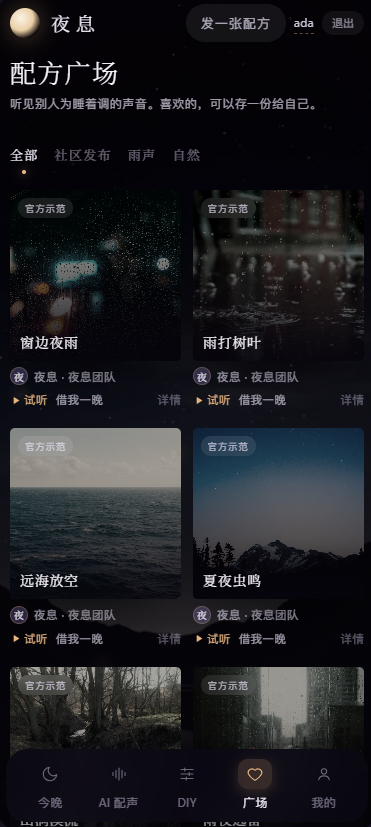 夜息
发一张配方
ada
退出
配方广场
听见别人为睡着调的声音。喜欢的，可以存一份给自己。
全部 社区发布 雨声 自然
官方示范
官方示范
窗边夜雨
雨打树叶
夜 夜息 · 夜息团队
夜 夜息 · 夜息团队
试听 借我一晚 详情
试听 借我一晚 详情
官方示范
官方示范
远海放空
夏夜虫鸣
夜 夜息 · 夜息团队
夜 夜息 · 夜息团队
试听 借我一晚 详情
试听 借我一晚 详情
官方示范
官方示范
今晚 AI 配声 DIY 广场 我的